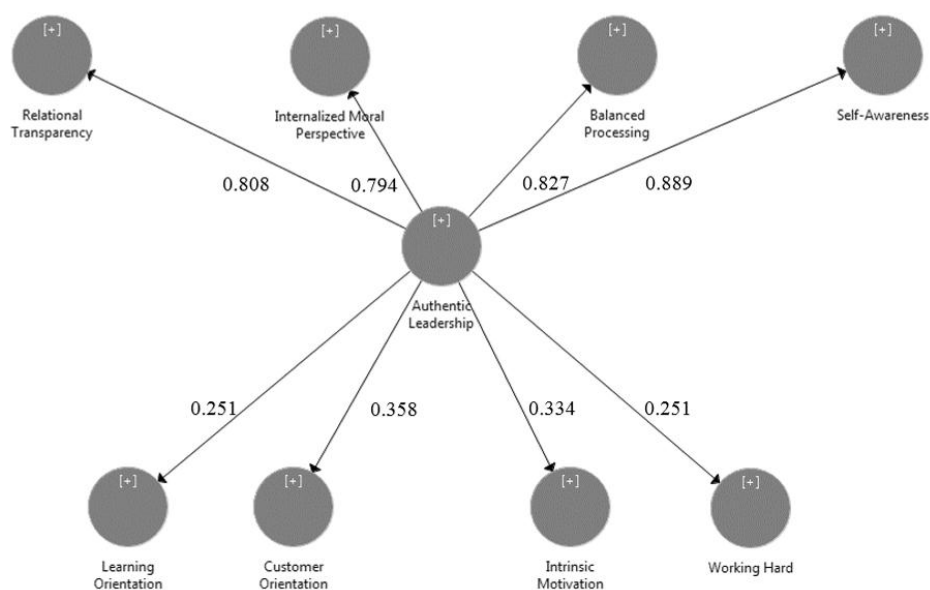 [+]
[+]
[+]
[+]
Relational
Transparency
Internalized Moral
Perspective
Balanced
Processing
Self-Awareness
0.808
0.794
0.827
0.889
[+]
Authentic
Leadership
0.251
0.358
0.334
0.251
[+]
[+]
[+]
[+]
Learning
Orientation
Customer
Orientation
Intrinsic
Motivation
Working Hard